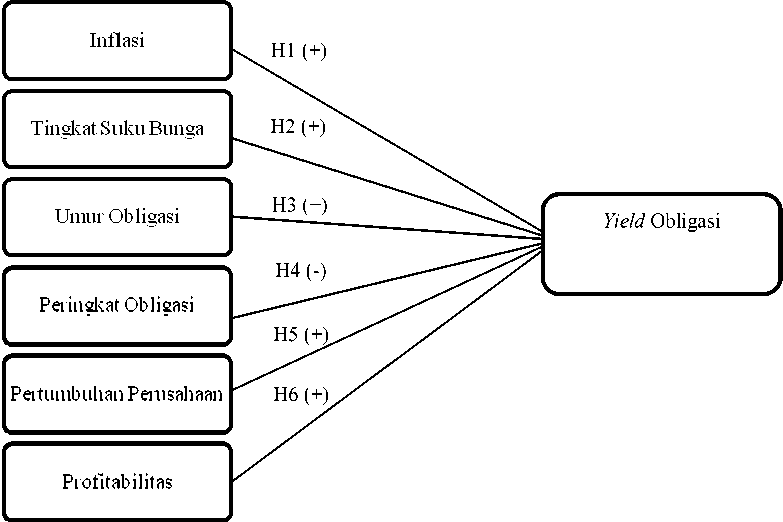 Inflasi
H1 (+)
Tingkat Suku Bunga
H2 (+)
Umur Obligasi
H3 (−)
Yield Obligasi
Peringkat Obligasi
H4 (-)
H5 (+)
Pertumbuhan Perusahaan
H6 (+)
Profitabilitas